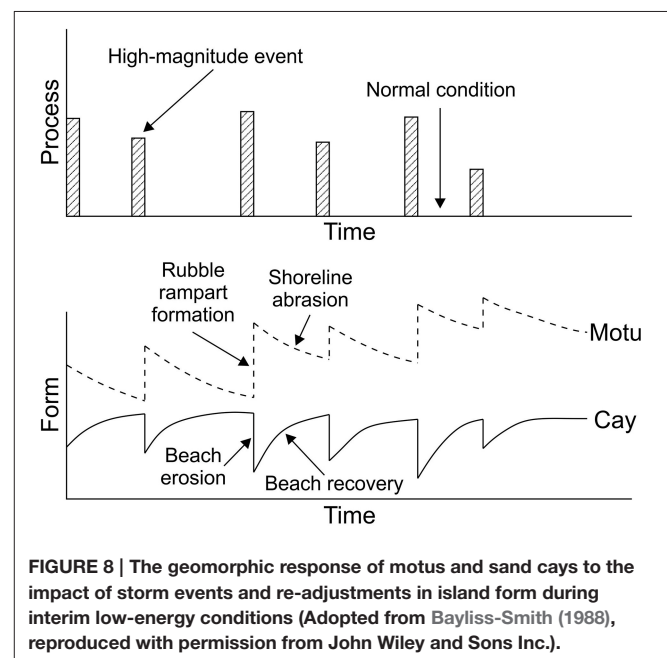 High-magnitude event
Normal condition
Process
Time
Rubble
rampart
formation
Shoreline
abrasion
Motu
Form
Cay
Beach
erosion
Beach recovery
Time
FIGURE 8 | The geomorphic response of motus and sand cays to the
impact of storm events and re-adjustments in island form during
interim low-energy conditions (Adopted from Bayliss-Smith (1988),
reproduced with permission from John Wiley and Sons Inc.).